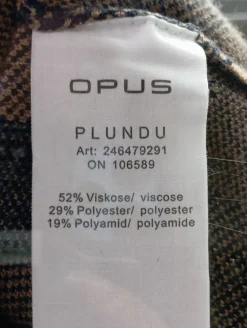 OPUS
PLUNDU
Art: 246479291
ON 106589
52% Viskose/ viscose
29% Polyester/ polyester
19% Polyamid/ polyamide